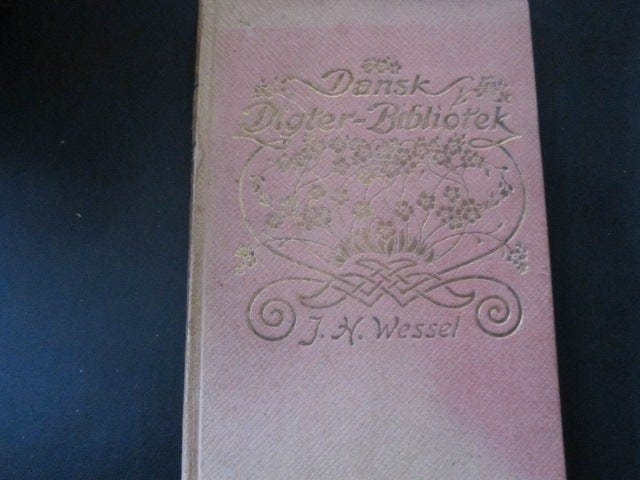 Dansk
Digter-Bibliotek
J. H. Wessel